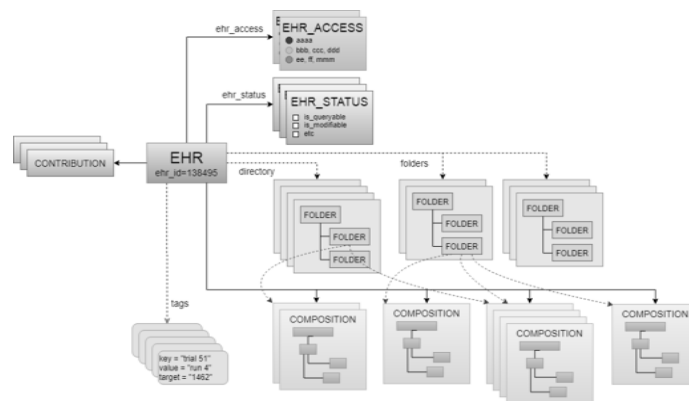 ehr_access
EHR_ACCESS
aaaa
bbb, ccc, ddd
ee, ff, mmm
ehr_status
EHR_STATUS
is_queryable
is_modifiable
etc
CONTRIBUTION
EHR
ehr_id=138495
directory
folders
FOLDER
FOLDER
FOLDER
FOLDER
FOLDER
FOLDER
FOLDER
FOLDER
FOLDER
tags
COMPOSITION
COMPOSITION
COMPOSITION
COMPOSITION
key = "trial 51"
value = "run 4"
target = "1462"